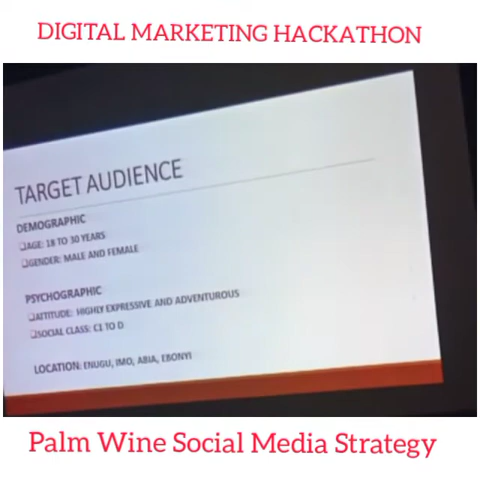 DIGITAL MARKETING HACKATHON
TARGET AUDIENCE
DEMOGRAPHIC
❑AGE: 18 TO 30 YEARS
❑GENDER: MALE AND FEMALE
PSYCHOGRAPHIC
❑ATTITUDE: HIGHLY EXPRESSIVE AND ADVENTUROUS
❑SOCIAL CLASS: C1 TO D
LOCATION: ENUGU, IMO, ABIA, EBONYI
Palm Wine Social Media Strategy